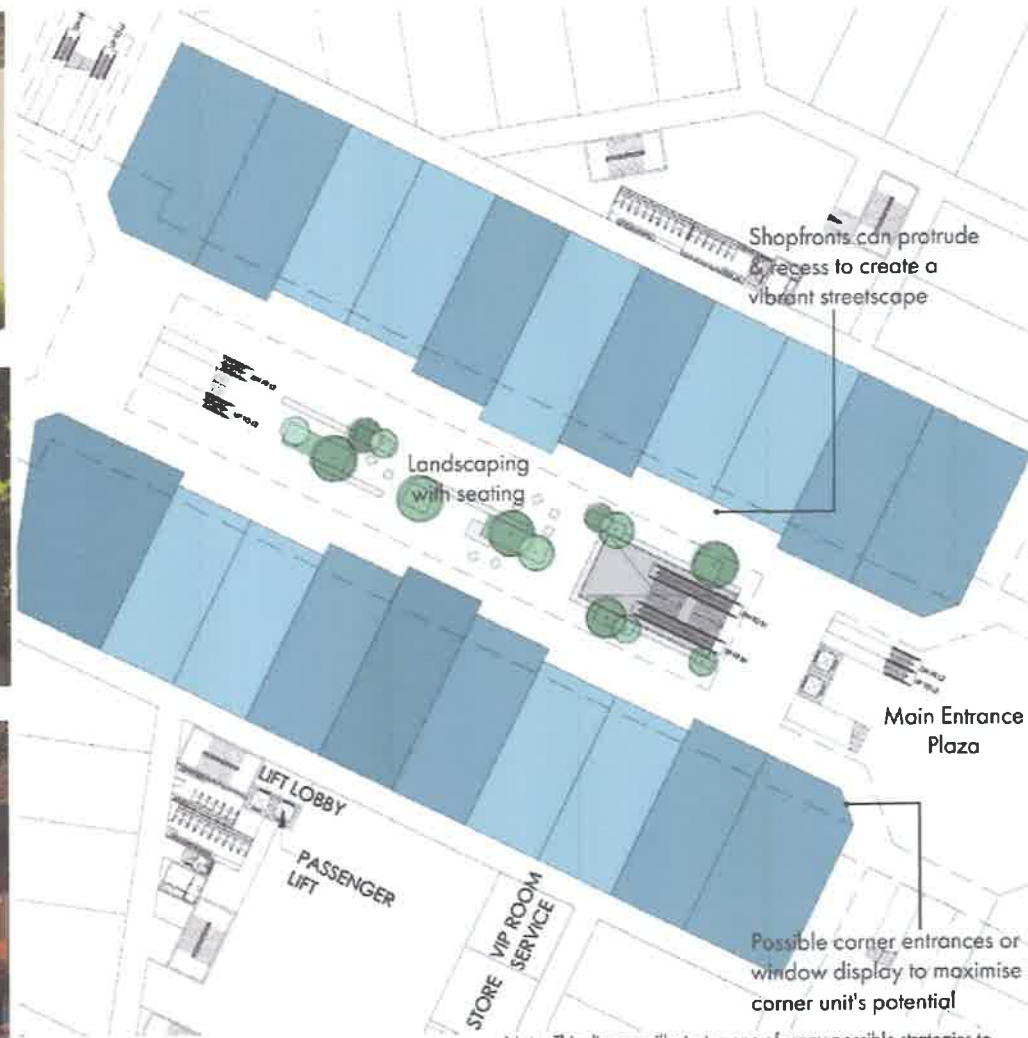 Shopfronts can protrude
& recess to create a
vibrant streetscape
Landscaping
with seating
Main Entrance
Plaza
LIFT LOBBY
PASSENGER
LIFT
VIP ROOM
SERVICE
STORE
Possible corner entrances or
window display to maximise
corner unit's potential